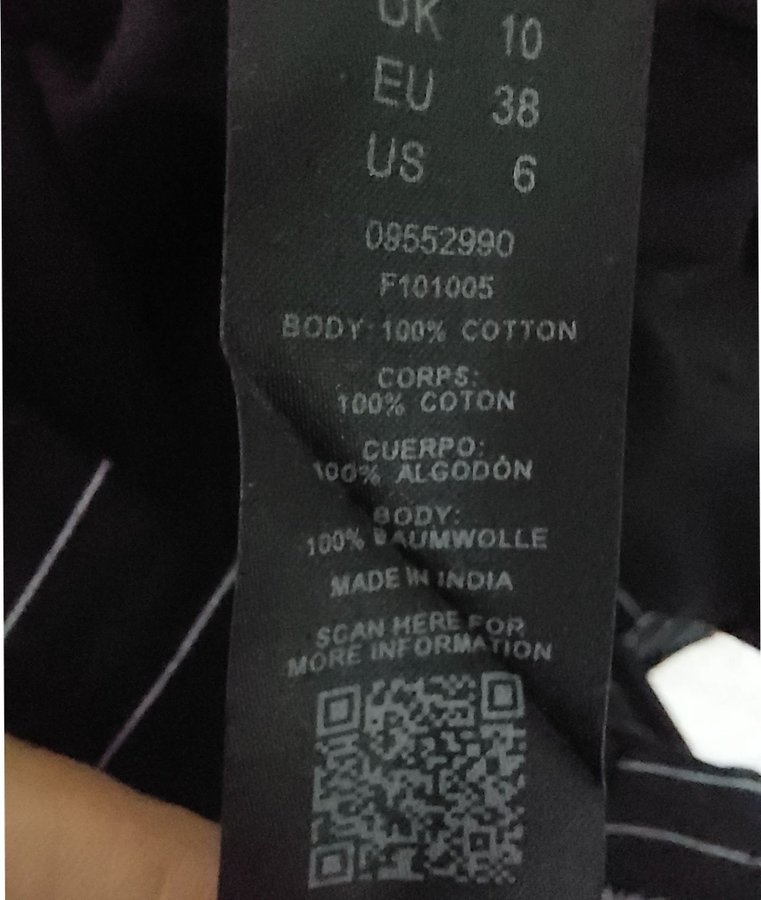 UK 10
EU 38
US 6
09552990
F101005
BODY: 100% COTTON
CORPS:
100% COTON
CUERPO:
100% ALGODÓN
BODY:
100% BAUMWOLLE
MADE IN INDIA
SCAN HERE FOR
MORE INFORMATION